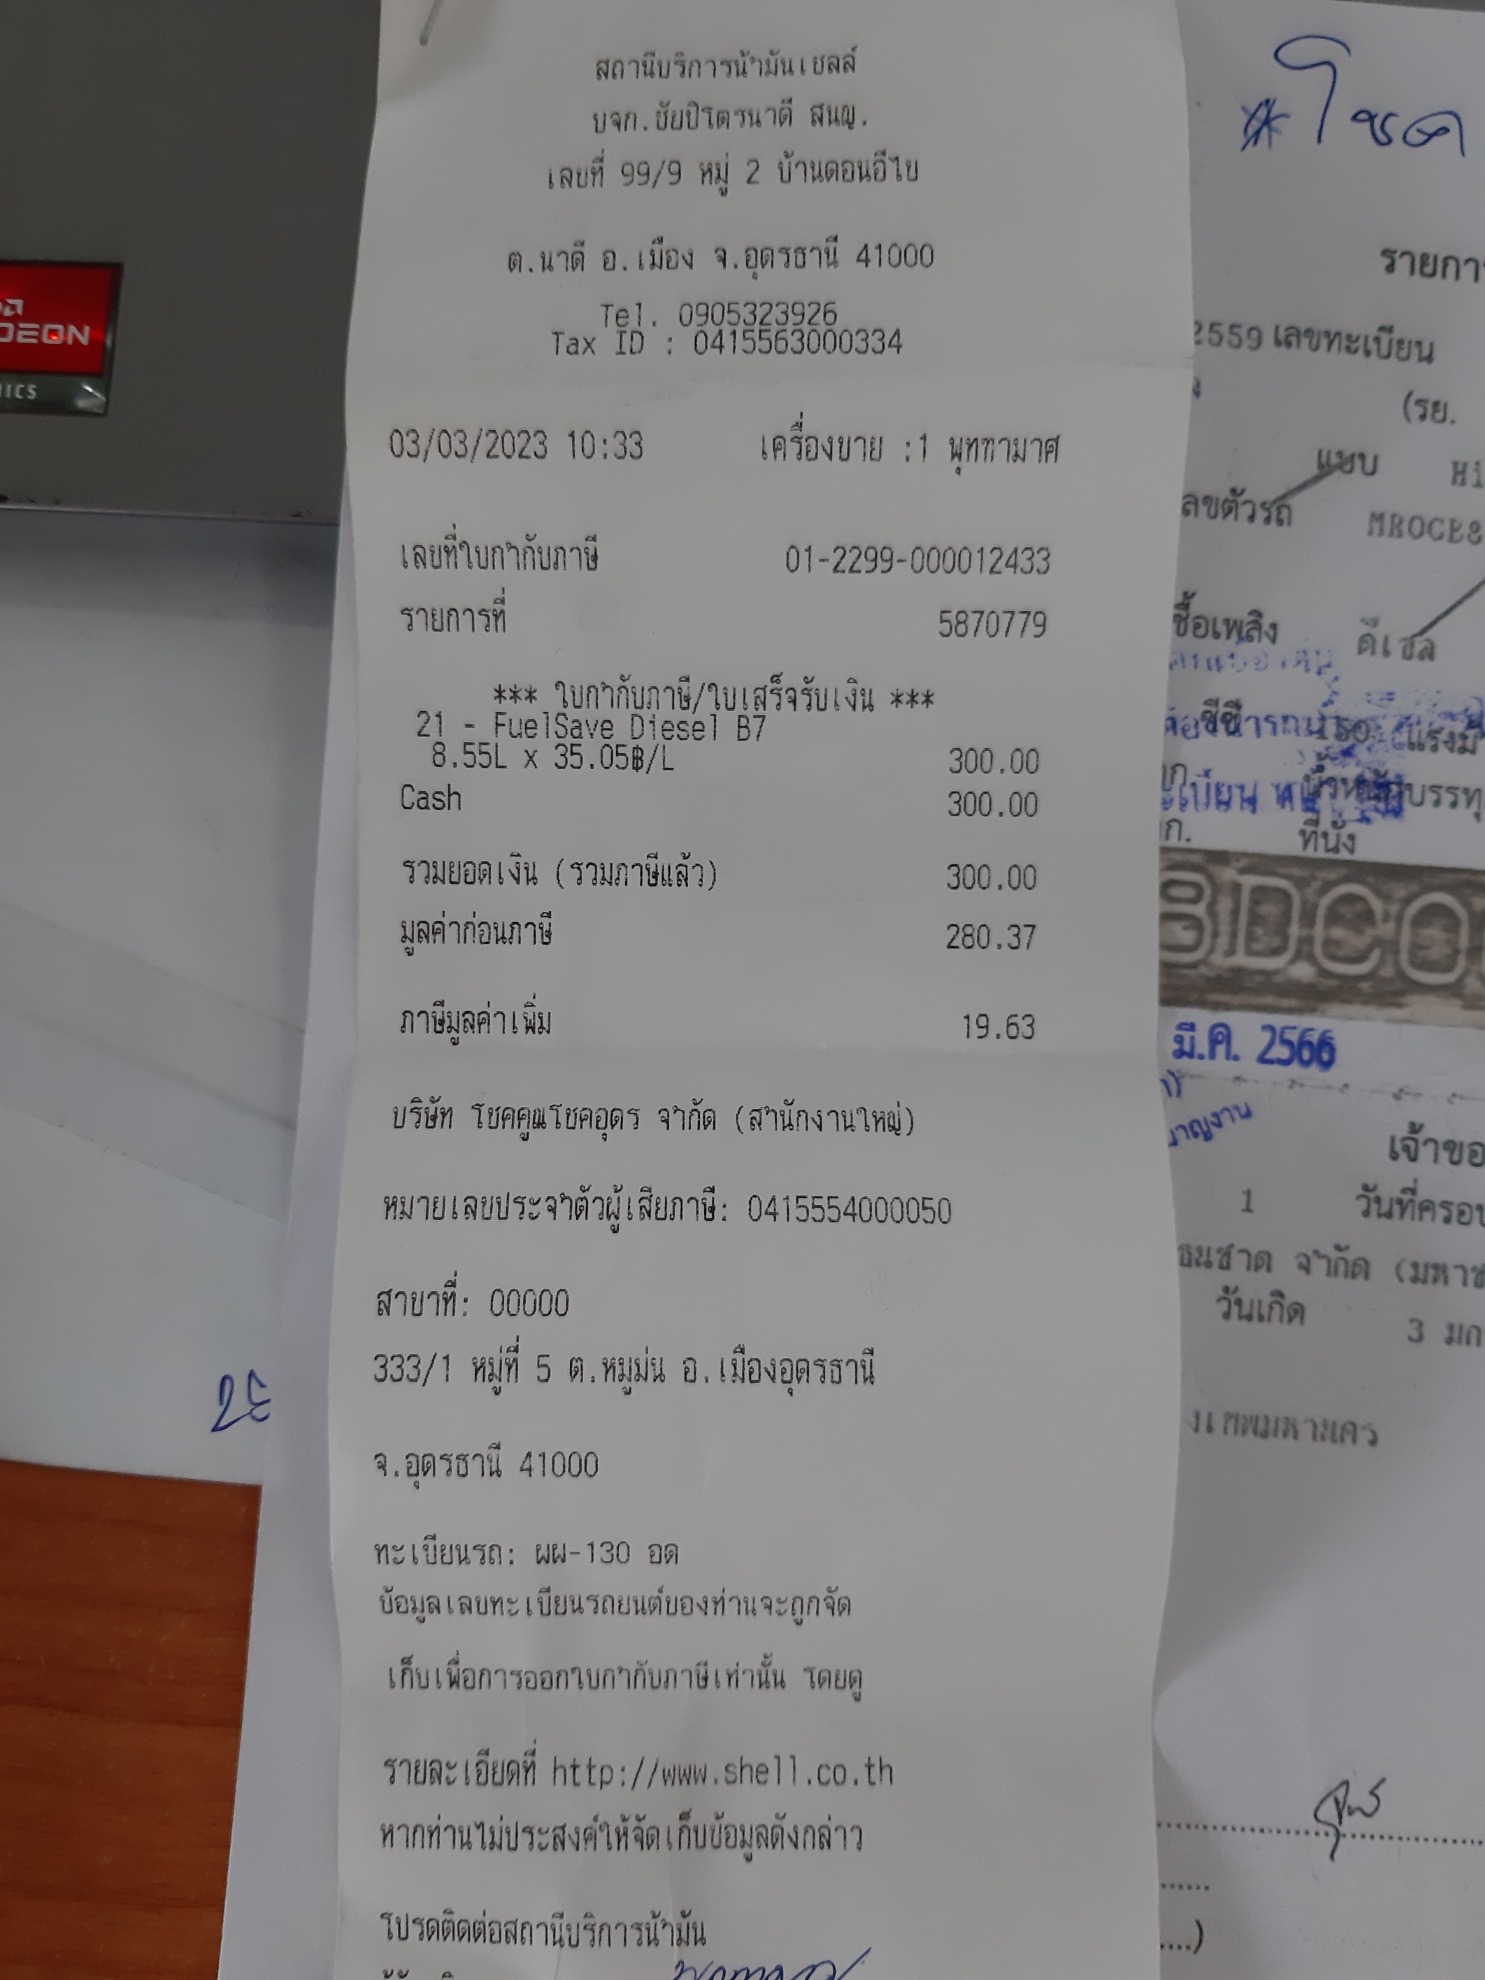 สถานีบริการน้ำมันเชลล์
บจก.ชัยปิโตรนาดี สนญ.
เลขที่ 99/9 หมู่ 2 บ้านดอนอีไข
ต.นาดี อ.เมือง จ.อุดรธานี 41000
Tel. 0905323926
Tax ID : 0415563000334
03/03/2023 10:33 เครื่องขาย :1 พุททามาศ
เลขที่ใบกำกับภาษี 01-2299-000012433
รายการที่ 5870779
*** ใบกำกับภาษี/ใบเสร็จรับเงิน ***
21 - FuelSave Diesel B7
8.55L x 35.05฿/L 300.00
Cash 300.00
รวมยอดเงิน (รวมภาษีแล้ว) 300.00
มูลค่าก่อนภาษี 280.37
ภาษีมูลค่าเพิ่ม 19.63
บริษัท โชคคูณโชคอุดร จำกัด (สำนักงานใหญ่)
หมายเลขประจำตัวผู้เสียภาษี: 0415554000050
สาขาที่: 00000
333/1 หมู่ที่ 5 ต.หมูม่น อ.เมืองอุดรธานี
จ.อุดรธานี 41000
ทะเบียนรถ: ผผ-130 อด
ข้อมูลเลขทะเบียนรถยนต์ของท่านจะถูกจัด
เก็บเพื่อการออกใบกำกับภาษีเท่านั้น โดยดู
รายละเอียดที่ http://www.shell.co.th
หากท่านไม่ประสงค์ให้จัดเก็บข้อมูลดังกล่าว
โปรดติดต่อสถานีบริการน้ำมัน
#โชค
2559 เลขทะเบียน
(รย.
แบบ
ลขตัวรถ
ชื้อเพลิง ดีเซล
ที่นั่ง
มี.ค. 2566
1 วันที่ครอบ
ธนชาต จำกัด (มหาช
วันเกิด 3 มก